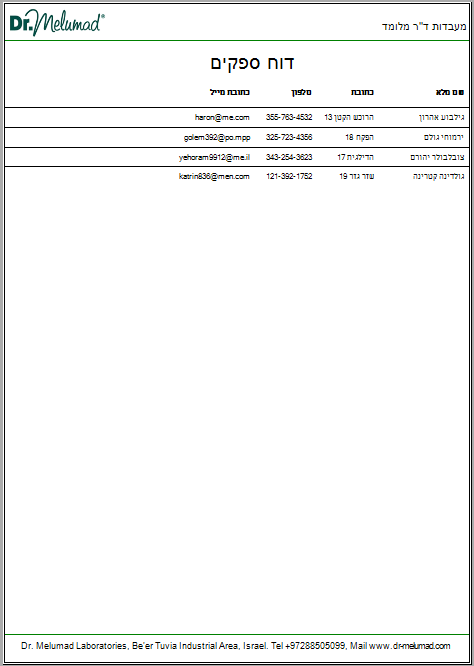 Dr. Melumad®
מעבדות ד"ר מלומד
דוח ספקים
שם מלא כתובת טלפון כתובת מייל
גילבוע אהרון הרוכש הקטן 13 355-763-4532 haron@me.com
ירמוחי גולם הפקח 18 325-723-4356 golem392@po.mpp
צובלבולר יהורם הדילגית 17 343-254-3623 yehoram9912@me.il
גולדינה קטרינה עזר גזר 19 121-392-1752 katrin836@men.com
Dr. Melumad Laboratories, Be'er Tuvia Industrial Area, Israel. Tel +97288505099, Mail www.dr-melumad.com